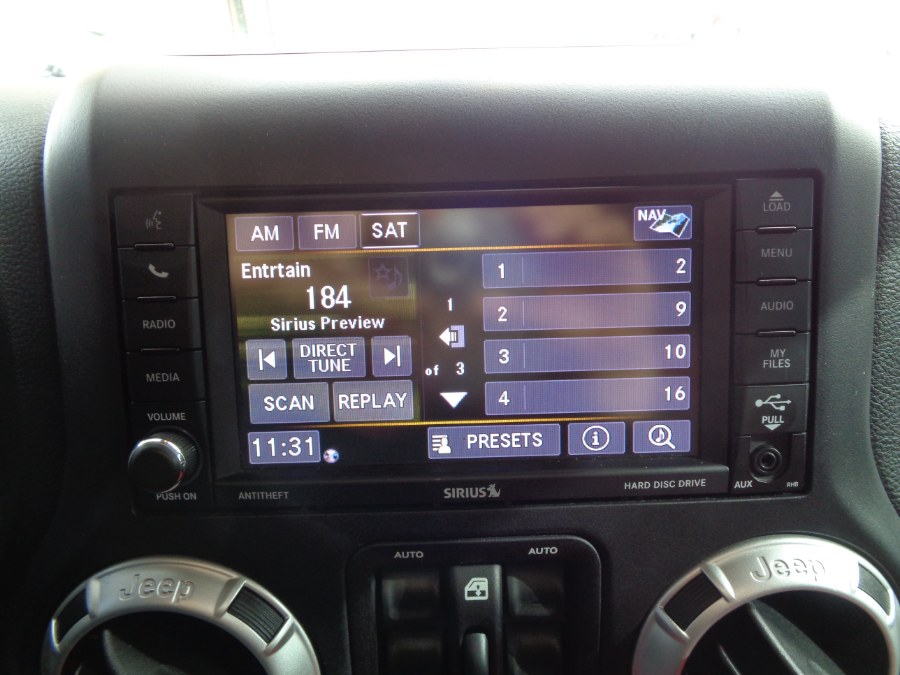 LOAD
MENU
AUDIO
MY
FILES
PULL
AUX
RHB
RADIO
MEDIA
VOLUME
PUSH ON
AM FM SAT NAV
Entrtain
184
Sirius Preview
DIRECT
TUNE
SCAN REPLAY
1
of 3
1 2
2 9
3 10
4 16
11:31 PRESETS
ANTITHEFT SIRIUS HARD DISC DRIVE
AUTO AUTO
Jeep Jeep